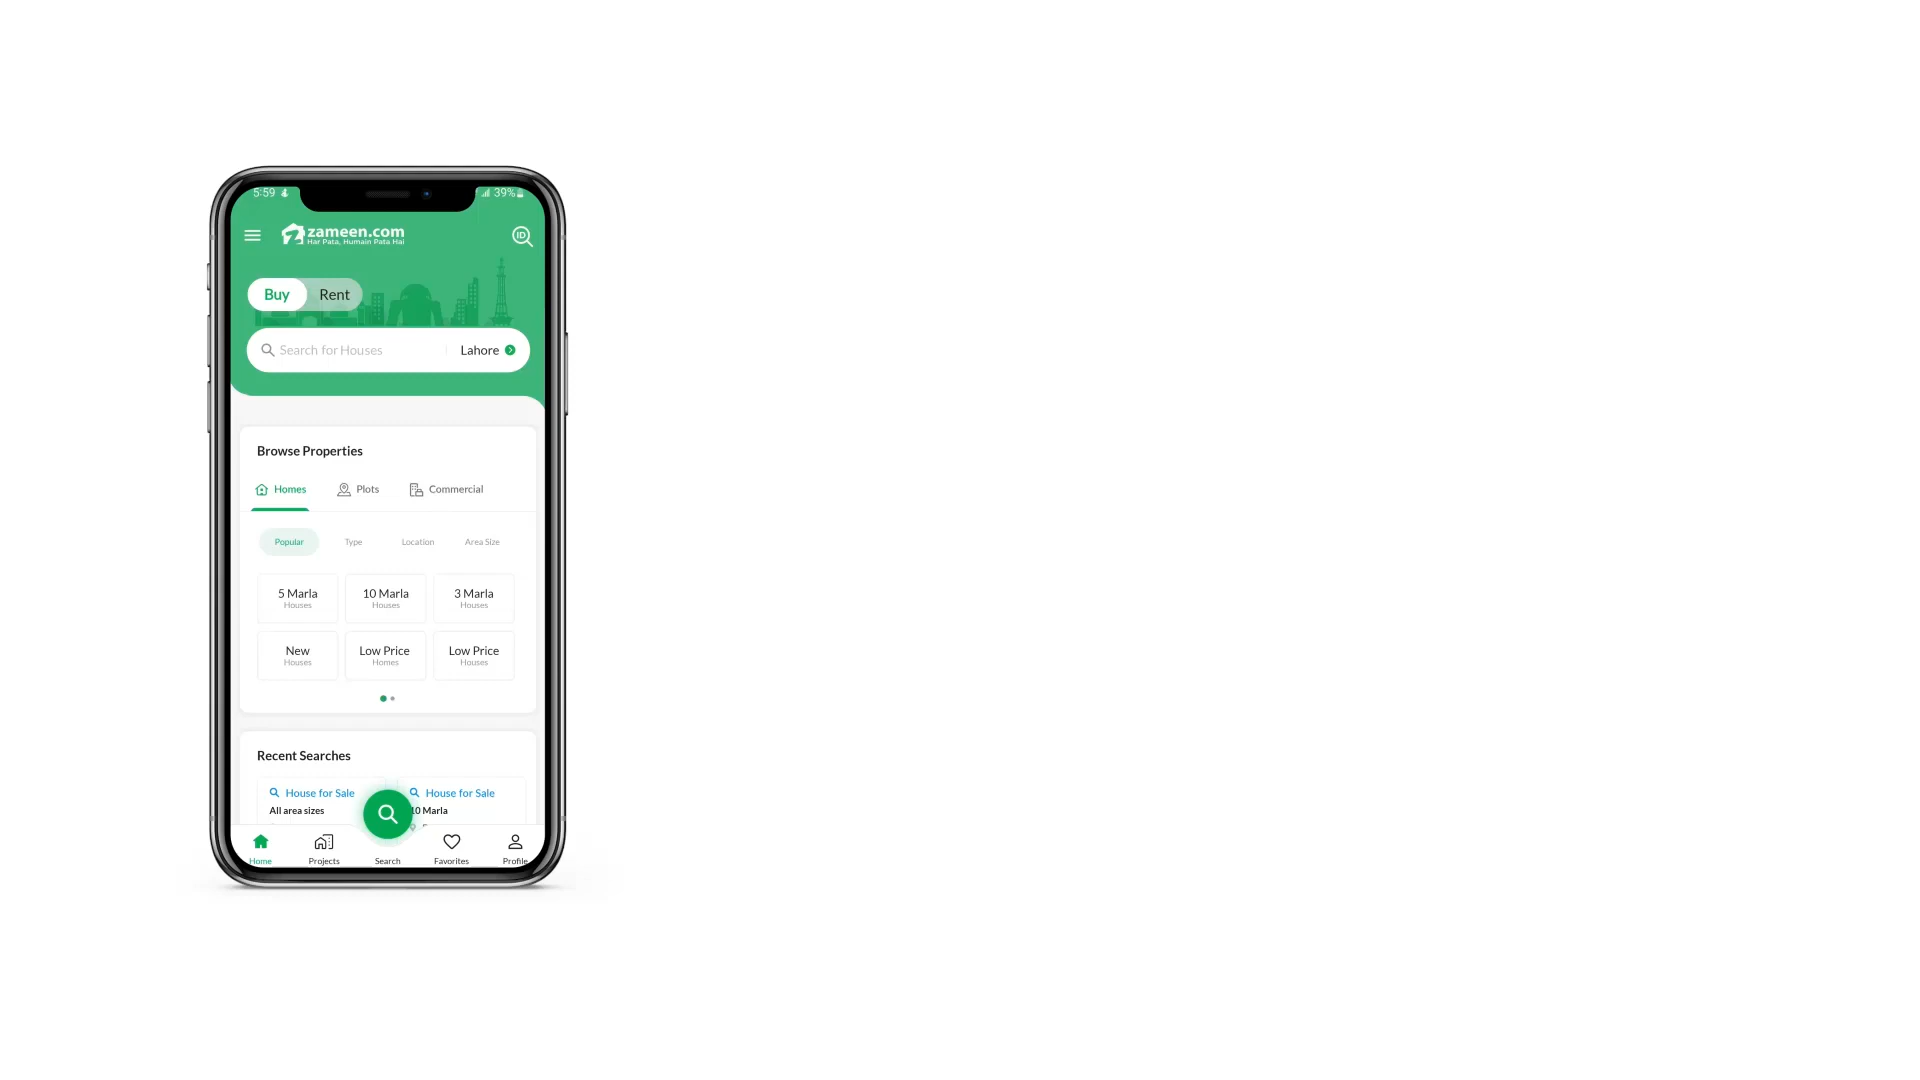 5:59 39%
zameen.com
Har Pata, Humain Pata Hai
ID
Buy Rent
Search for Houses Lahore
Browse Properties
Homes Plots Commercial
Popular Type Location Area Size
5 Marla 10 Marla 3 Marla
Houses Houses Houses
New Low Price Low Price
Houses Homes Houses
Recent Searches
House for Sale House for Sale
All area sizes 10 Marla
Home Projects Search Favorites Profile